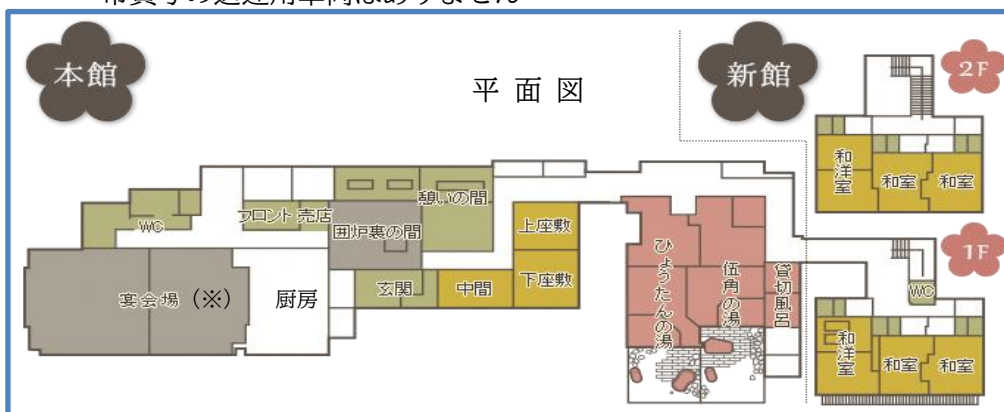 本館
平面図
新館
2F
和洋室
和室
和室
WC
フロント 売店
憩いの間
囲炉裏の間
上座敷
下座敷
玄関
中間
宴会場(※)
厨房
ひょうたんの湯
伍角の湯
貸切風呂
1F
WC
和洋室
和室
和室